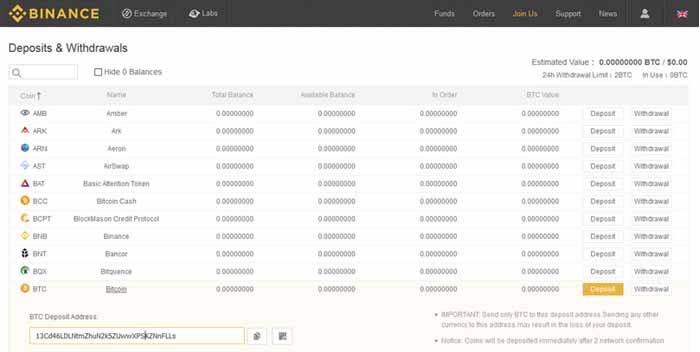 BINANCE Exchange Labs Funds Orders Join Us Support News
Deposits & Withdrawals
Estimated Value : 0.00000000 BTC / $0.00
Hide 0 Balances 24h Withdrawal Limit : 2BTC In Use : 0BTC
Coin↑ Name Total Balance Available Balance In Order BTC Value
AMB Amber 0.00000000 0.00000000 0.00000000 0.00000000 Deposit Withdrawal
ARK Ark 0.00000000 0.00000000 0.00000000 0.00000000 Deposit Withdrawal
ARN Aeron 0.00000000 0.00000000 0.00000000 0.00000000 Deposit Withdrawal
AST AirSwap 0.00000000 0.00000000 0.00000000 0.00000000 Deposit Withdrawal
BAT Basic Attention Token 0.00000000 0.00000000 0.00000000 0.00000000 Deposit Withdrawal
BCC Bitcoin Cash 0.00000000 0.00000000 0.00000000 0.00000000 Deposit Withdrawal
BCPT BlockMason Credit Protocol 0.00000000 0.00000000 0.00000000 0.00000000 Deposit Withdrawal
BNB Binance 0.00000000 0.00000000 0.00000000 0.00000000 Deposit Withdrawal
BNT Bancor 0.00000000 0.00000000 0.00000000 0.00000000 Deposit Withdrawal
BQX Bitquence 0.00000000 0.00000000 0.00000000 0.00000000 Deposit Withdrawal
BTC Bitcoin 0.00000000 0.00000000 0.00000000 0.00000000 Deposit Withdrawal
BTC Deposit Address:
IMPORTANT: Send only BTC to this deposit address.Sending any other
currency to this address may result in the loss of your deposit.
Notice: Coins will be deposited immediately after 2 network confirmation